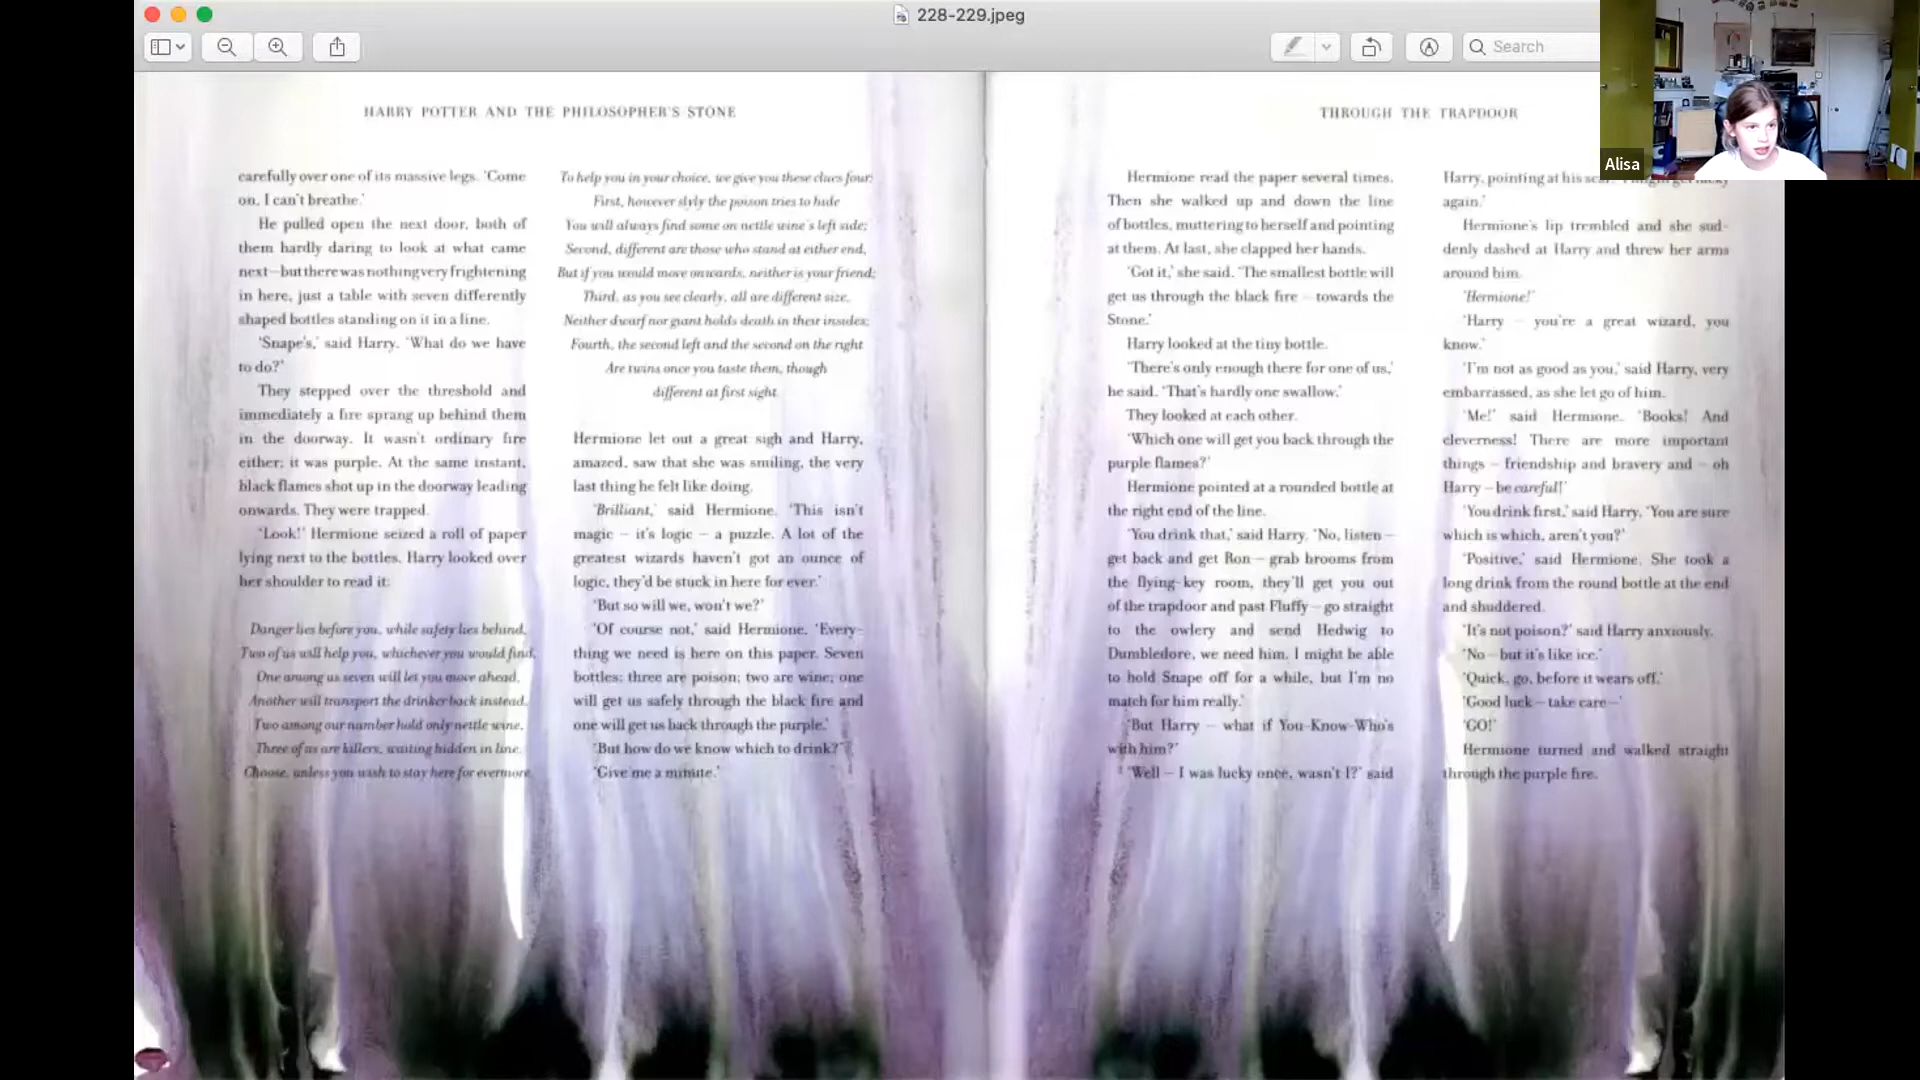 228-229.jpeg
Search
Alisa
HARRY POTTER AND THE PHILOSOPHER'S STONE
carefully over one of its massive legs. 'Come
on, I can't breathe.'
He pulled open the next door, both of
them hardly daring to look at what came
next – but there was nothing very frightening
in here, just a table with seven differently
shaped bottles standing on it in a line.
'Snape's,' said Harry. 'What do we have
to do?'
They stepped over the threshold and
immediately a fire sprang up behind them
in the doorway. It wasn't ordinary fire
either; it was purple. At the same instant,
black flames shot up in the doorway leading
onwards. They were trapped.
'Look!' Hermione seized a roll of paper
lying next to the bottles. Harry looked over
her shoulder to read it:
Danger lies before you, while safety lies behind,
Two of us will help you, whichever you would find,
One among us seven will let you move ahead,
Another will transport the drinker back instead,
Two among our number hold only nettle wine,
Three of us are killers, waiting hidden in line.
Choose, unless you wish to stay here for evermore,
To help you in your choice, we give you these clues four:
First, however slyly the poison tries to hide
You will always find some on nettle wine's left side;
Second, different are those who stand at either end,
But if you would move onwards, neither is your friend;
Third, as you see clearly, all are different size,
Neither dwarf nor giant holds death in their insides;
Fourth, the second left and the second on the right
Are twins once you taste them, though
different at first sight.
Hermione let out a great sigh and Harry,
amazed, saw that she was smiling, the very
last thing he felt like doing.
'Brilliant,' said Hermione. 'This isn't
magic – it's logic – a puzzle. A lot of the
greatest wizards haven't got an ounce of
logic, they'd be stuck in here for ever.'
'But so will we, won't we?'
'Of course not,' said Hermione. 'Every-
thing we need is here on this paper. Seven
bottles: three are poison; two are wine; one
will get us safely through the black fire and
one will get us back through the purple.'
'But how do we know which to drink?'
'Give me a minute.'
THROUGH THE TRAPDOOR
Hermione read the paper several times.
Then she walked up and down the line
of bottles, muttering to herself and pointing
at them. At last, she clapped her hands.
'Got it,' she said. 'The smallest bottle will
get us through the black fire – towards the
Stone.'
Harry looked at the tiny bottle.
'There's only enough there for one of us,'
he said. 'That's hardly one swallow.'
They looked at each other.
'Which one will get you back through the
purple flames?'
Hermione pointed at a rounded bottle at
the right end of the line.
'You drink that,' said Harry. 'No, listen –
get back and get Ron – grab brooms from
the flying-key room, they'll get you out
of the trapdoor and past Fluffy – go straight
to the owlery and send Hedwig to
Dumbledore, we need him. I might be able
to hold Snape off for a while, but I'm no
match for him really.'
'But Harry – what if You-Know-Who's
with him?'
'Well – I was lucky once, wasn't I?' said
Harry, pointing at his
again.'
Hermione's lip trembled and she sud-
denly dashed at Harry and threw her arms
around him.
'Hermione!'
'Harry – you're a great wizard, you
know.'
'I'm not as good as you,' said Harry, very
embarrassed, as she let go of him.
'Me!' said Hermione. 'Books! And
cleverness! There are more important
things – friendship and bravery and – oh
Harry – be careful!'
'You drink first,' said Harry. 'You are sure
which is which, aren't you?'
'Positive,' said Hermione. She took a
long drink from the round bottle at the end
and shuddered.
'It's not poison?' said Harry anxiously.
'No – but it's like ice.'
'Quick, go, before it wears off.'
'Good luck – take care –'
'GO!'
Hermione turned and walked straight
through the purple fire.